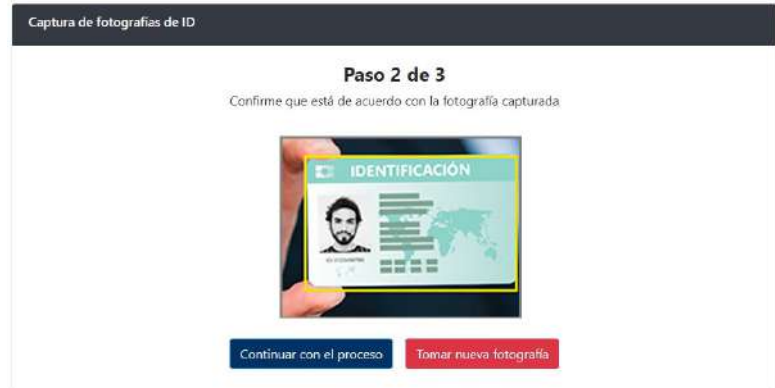 Captura de fotografías de ID
Paso 2 de 3
Confirme que está de acuerdo con la fotografía capturada
IDENTIFICACIÓN
Continuar con el proceso
Tomar nueva fotografía